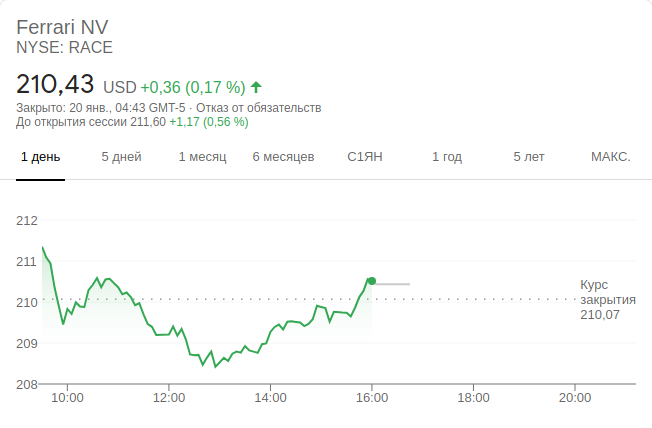 Ferrari NV
NYSE: RACE
210,43 USD +0,36 (0,17 %)
Закрыто: 20 янв., 04:43 GMT-5 · Отказ от обязательств
До открытия сессии 211,60 +1,17 (0,56 %)
1 день 5 дней 1 месяц 6 месяцев С1ЯН 1 год 5 лет МАКС.
212
211
210
209
208
Курс
закрытия
210,07
10:00 12:00 14:00 16:00 18:00 20:00